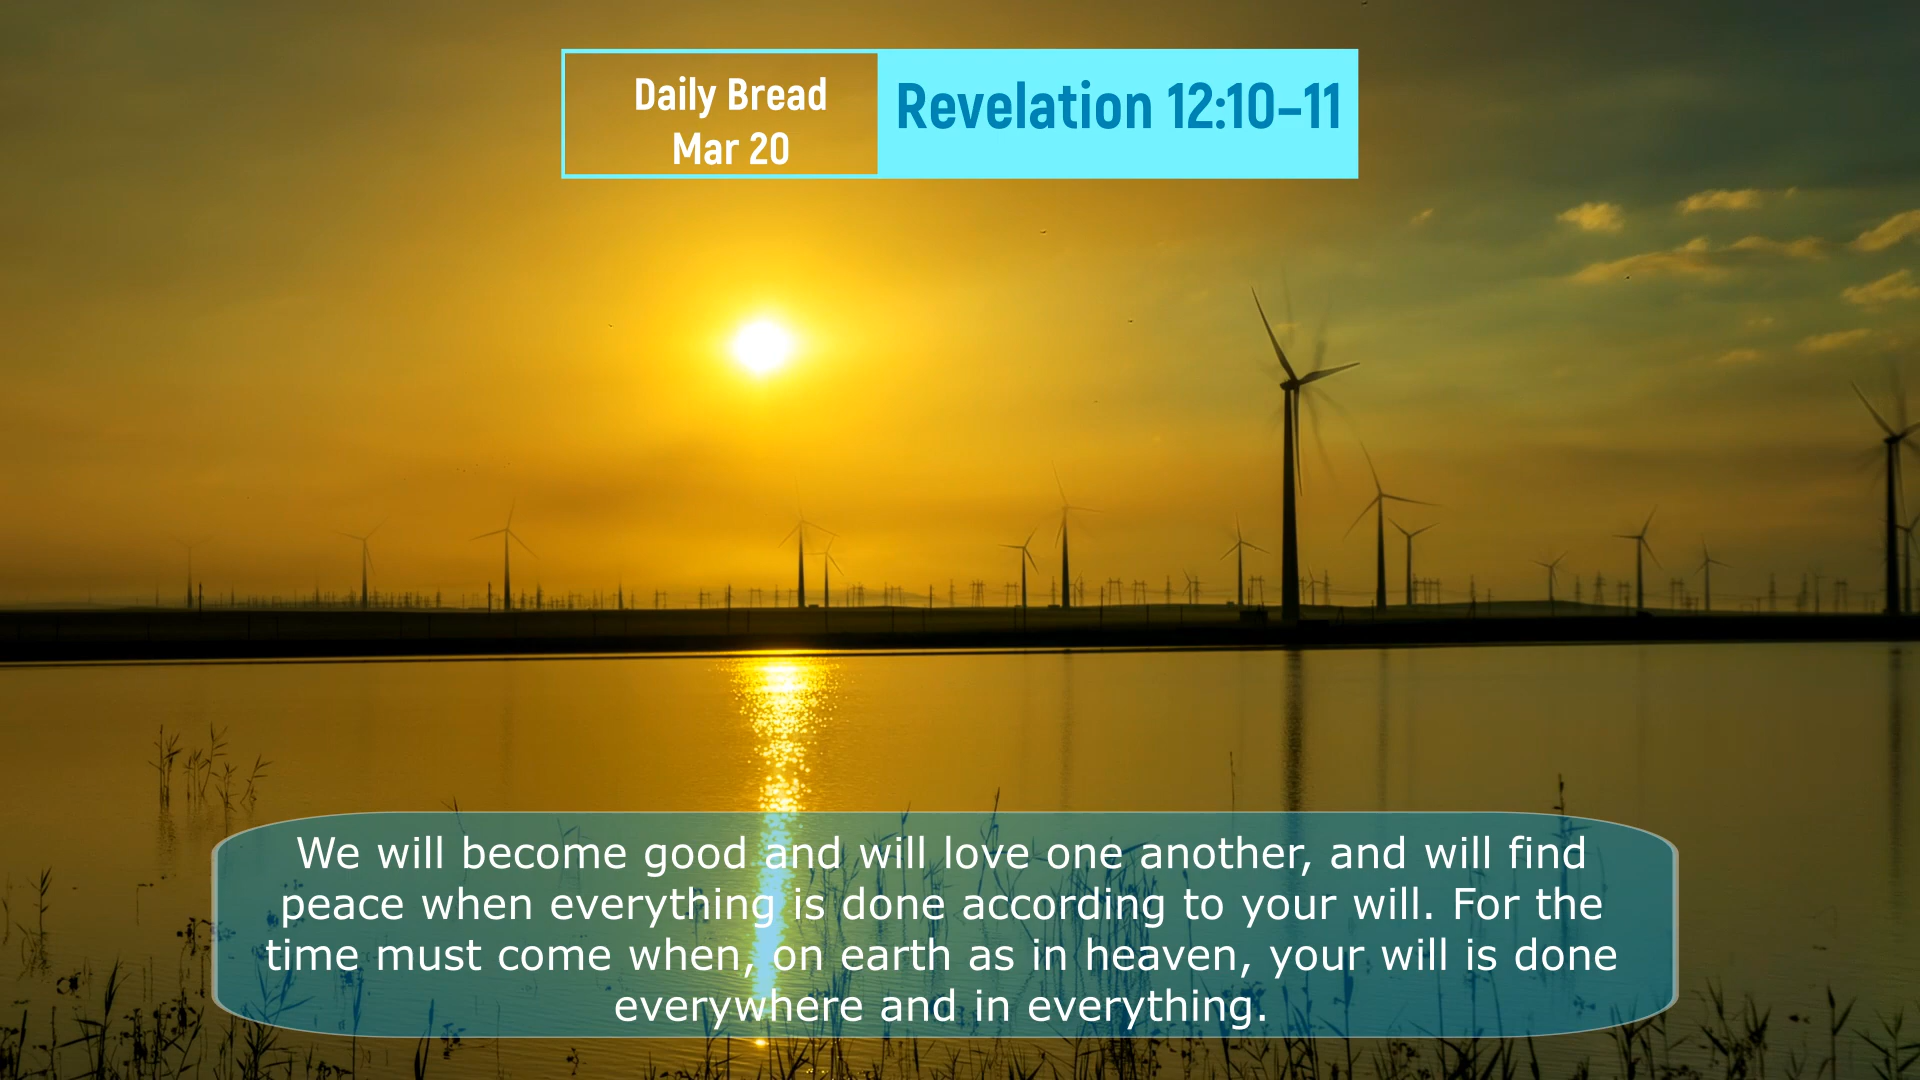 Daily Bread
Mar 20
Revelation 12:10–11
We will become good and will love one another, and will find
peace when everything is done according to your will. For the
time must come when, on earth as in heaven, your will is done
everywhere and in everything.